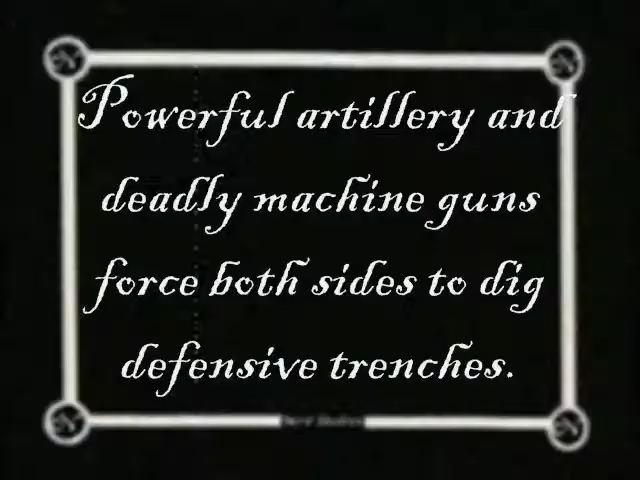 Powerful artillery and
deadly machine guns
force both sides to dig
defensive trenches.